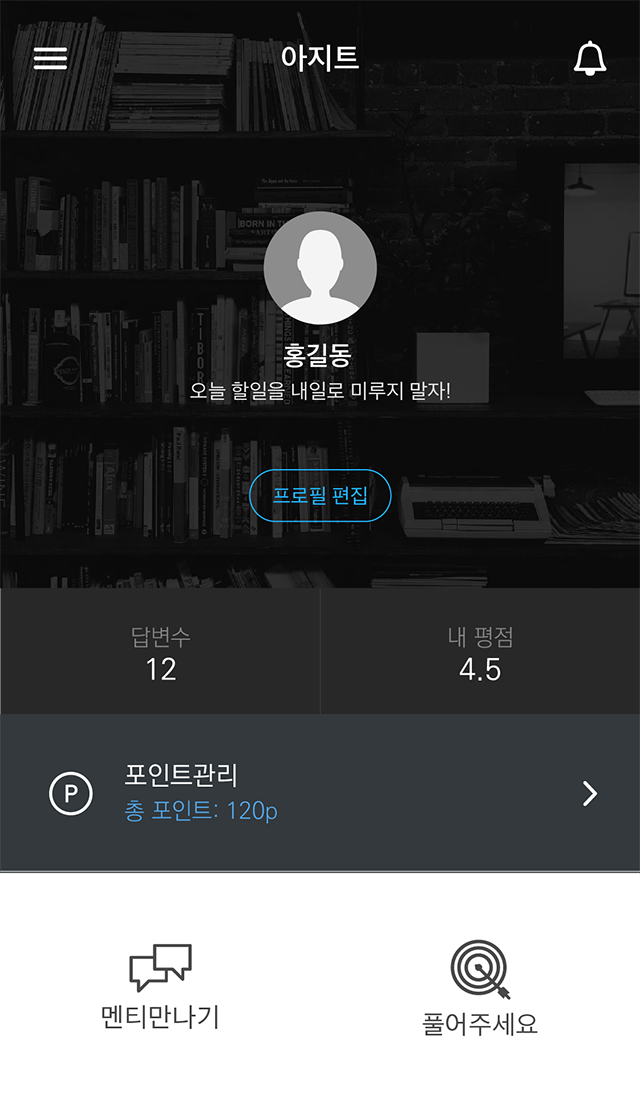 아지트
BORN IN THE
TIBOR
홍길동
오늘 할일을 내일로 미루지 말자!
프로필 편집
답변수
12
내 평점
4.5
P
포인트관리
총 포인트: 120p
멘티만나기
풀어주세요